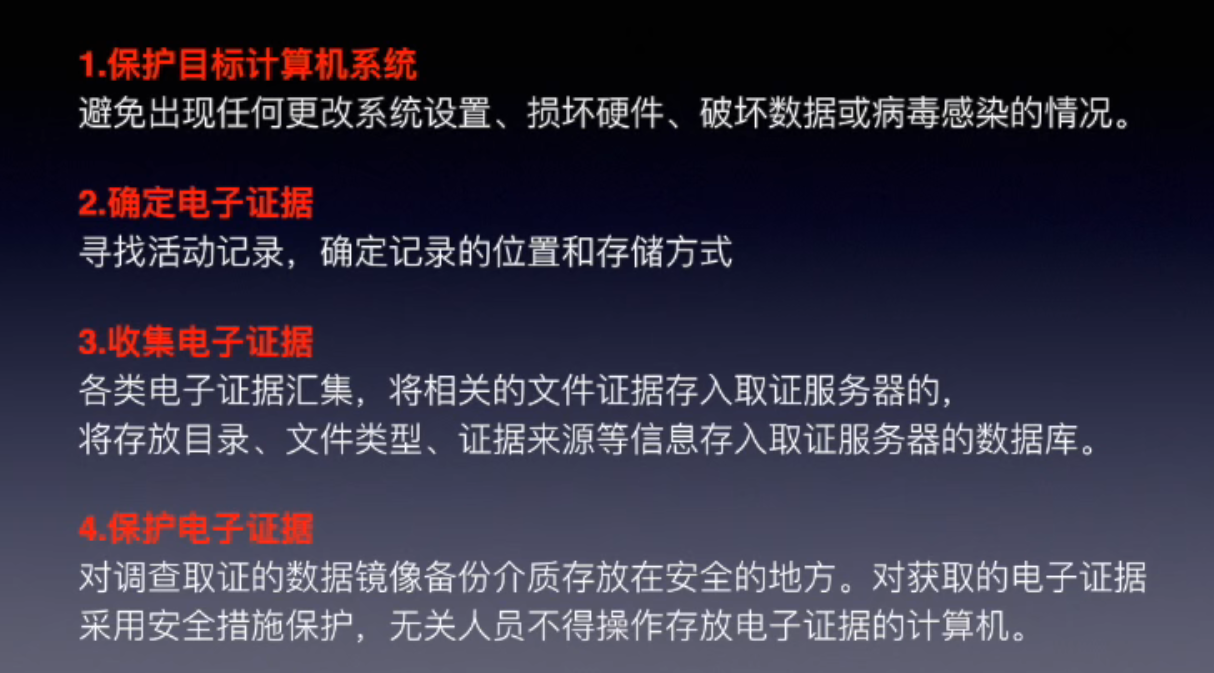 1.保护目标计算机系统
避免出现任何更改系统设置、损坏硬件、破坏数据或病毒感染的情况。
2.确定电子证据
寻找活动记录，确定记录的位置和存储方式
3.收集电子证据
各类电子证据汇集，将相关的文件证据存入取证服务器的，
将存放目录、文件类型、证据来源等信息存入取证服务器的数据库。
4.保护电子证据
对调查取证的数据镜像备份介质存放在安全的地方。对获取的电子证据
采用安全措施保护，无关人员不得操作存放电子证据的计算机。